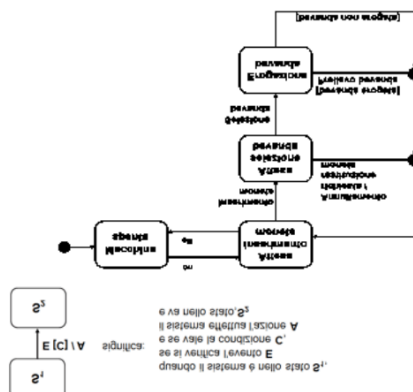 S1
E [C] / A
S2
significa:
quando il sistema è nello stato S1,
se si verifica l'evento E
e se vale la condizione C,
il sistema effettua l'azione A
e va nello stato,S2
on
Macchina
spenta
off
Attesa
inserimento
moneta
Inserimento
moneta
Annullamento
richiesta /
restituzione
moneta
Attesa
selezione
bevanda
Selezione
bevanda
[bevanda erogata]
Prelievo bevanda
Erogazione
bevanda
[bevanda non erogata]